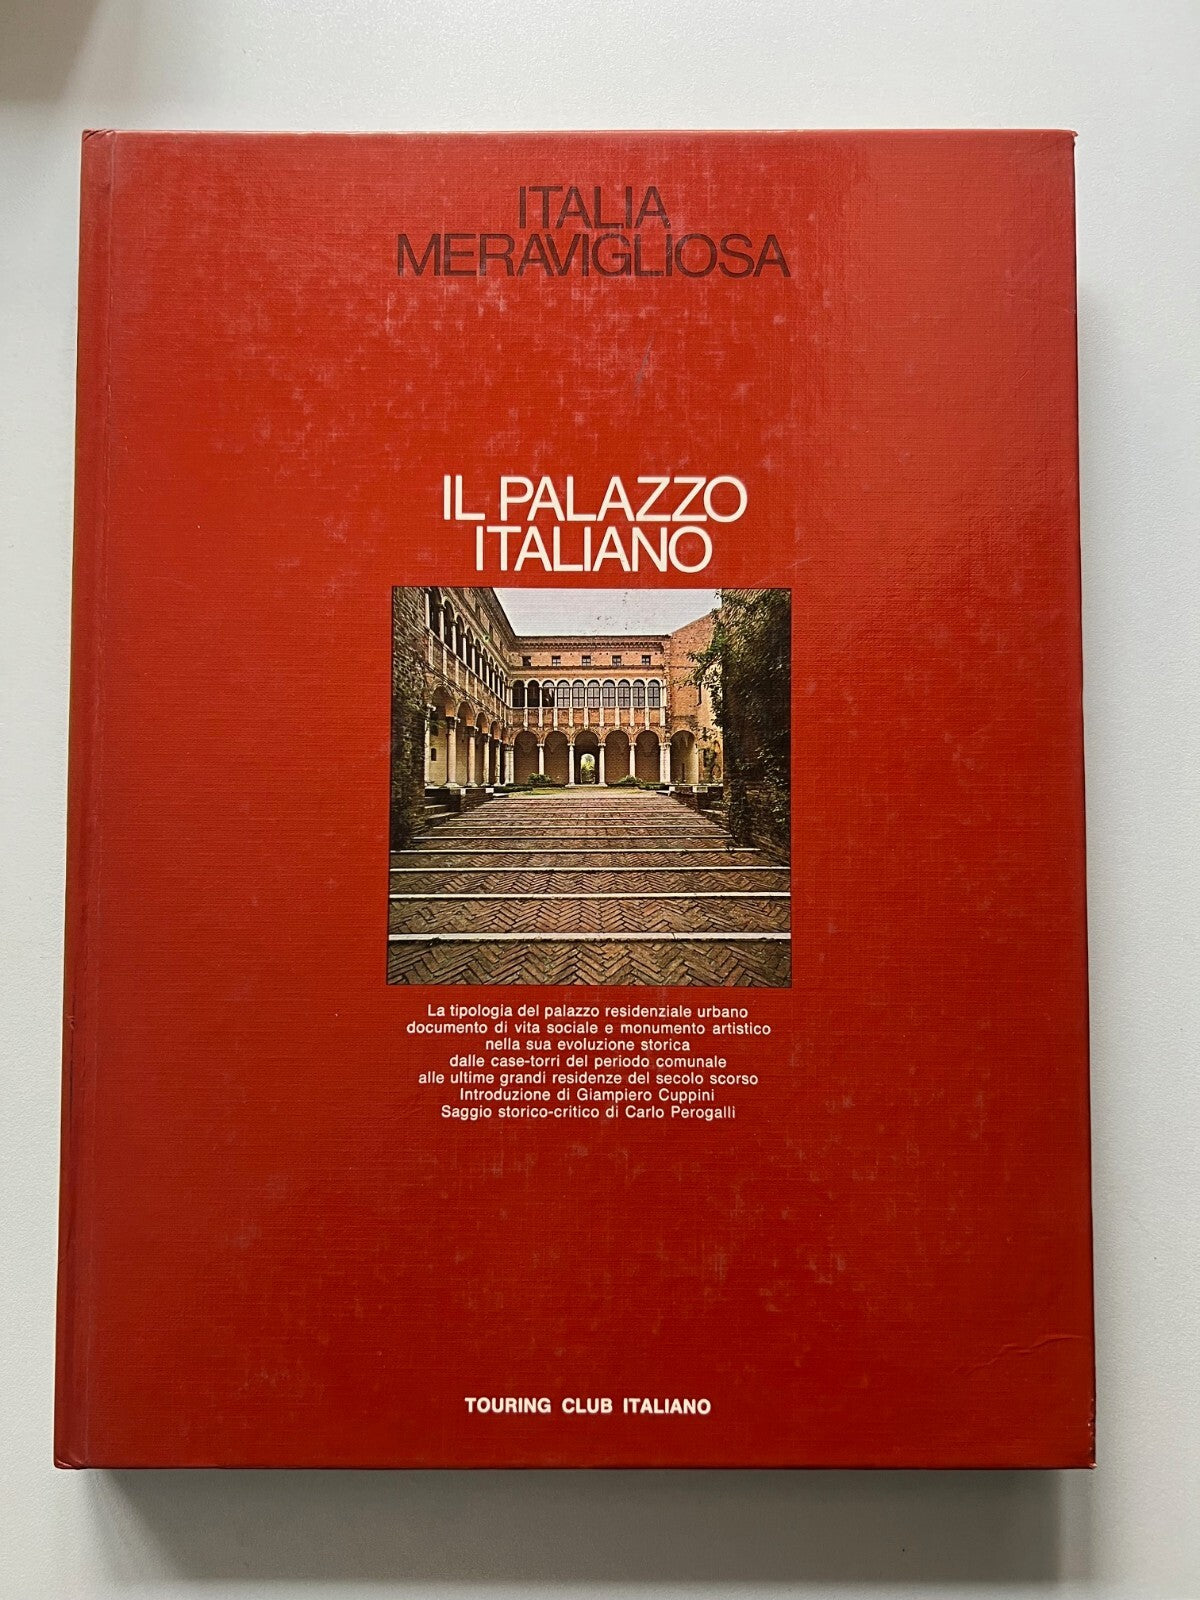 ITALIA
MERAVIGLIOSA
IL PALAZZO
ITALIANO
La tipologia del palazzo residenziale urbano
documento di vita sociale e monumento artistico
nella sua evoluzione storica
dalle case-torri del periodo comunale
alle ultime grandi residenze del secolo scorso
Introduzione di Giampiero Cuppini
Saggio storico-critico di Carlo Perogalli
TOURING CLUB ITALIANO